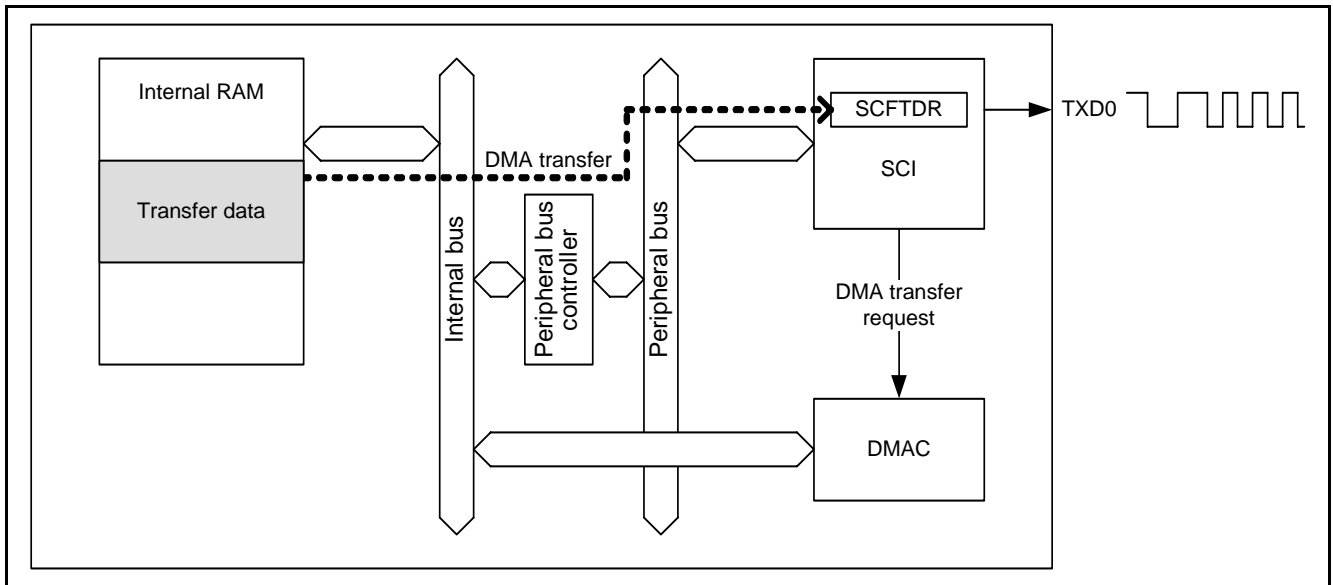 Internal RAM
Transfer data
DMA transfer
Internal bus
Peripheral bus
controller
Peripheral bus
SCFTDR
SCI
TXD0
DMA transfer
request
DMAC